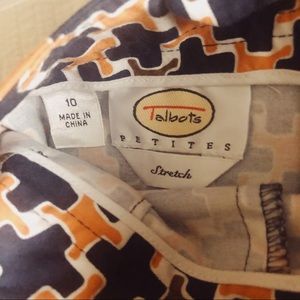 10
MADE IN
CHINA
Talbots
PETITES
Stretch